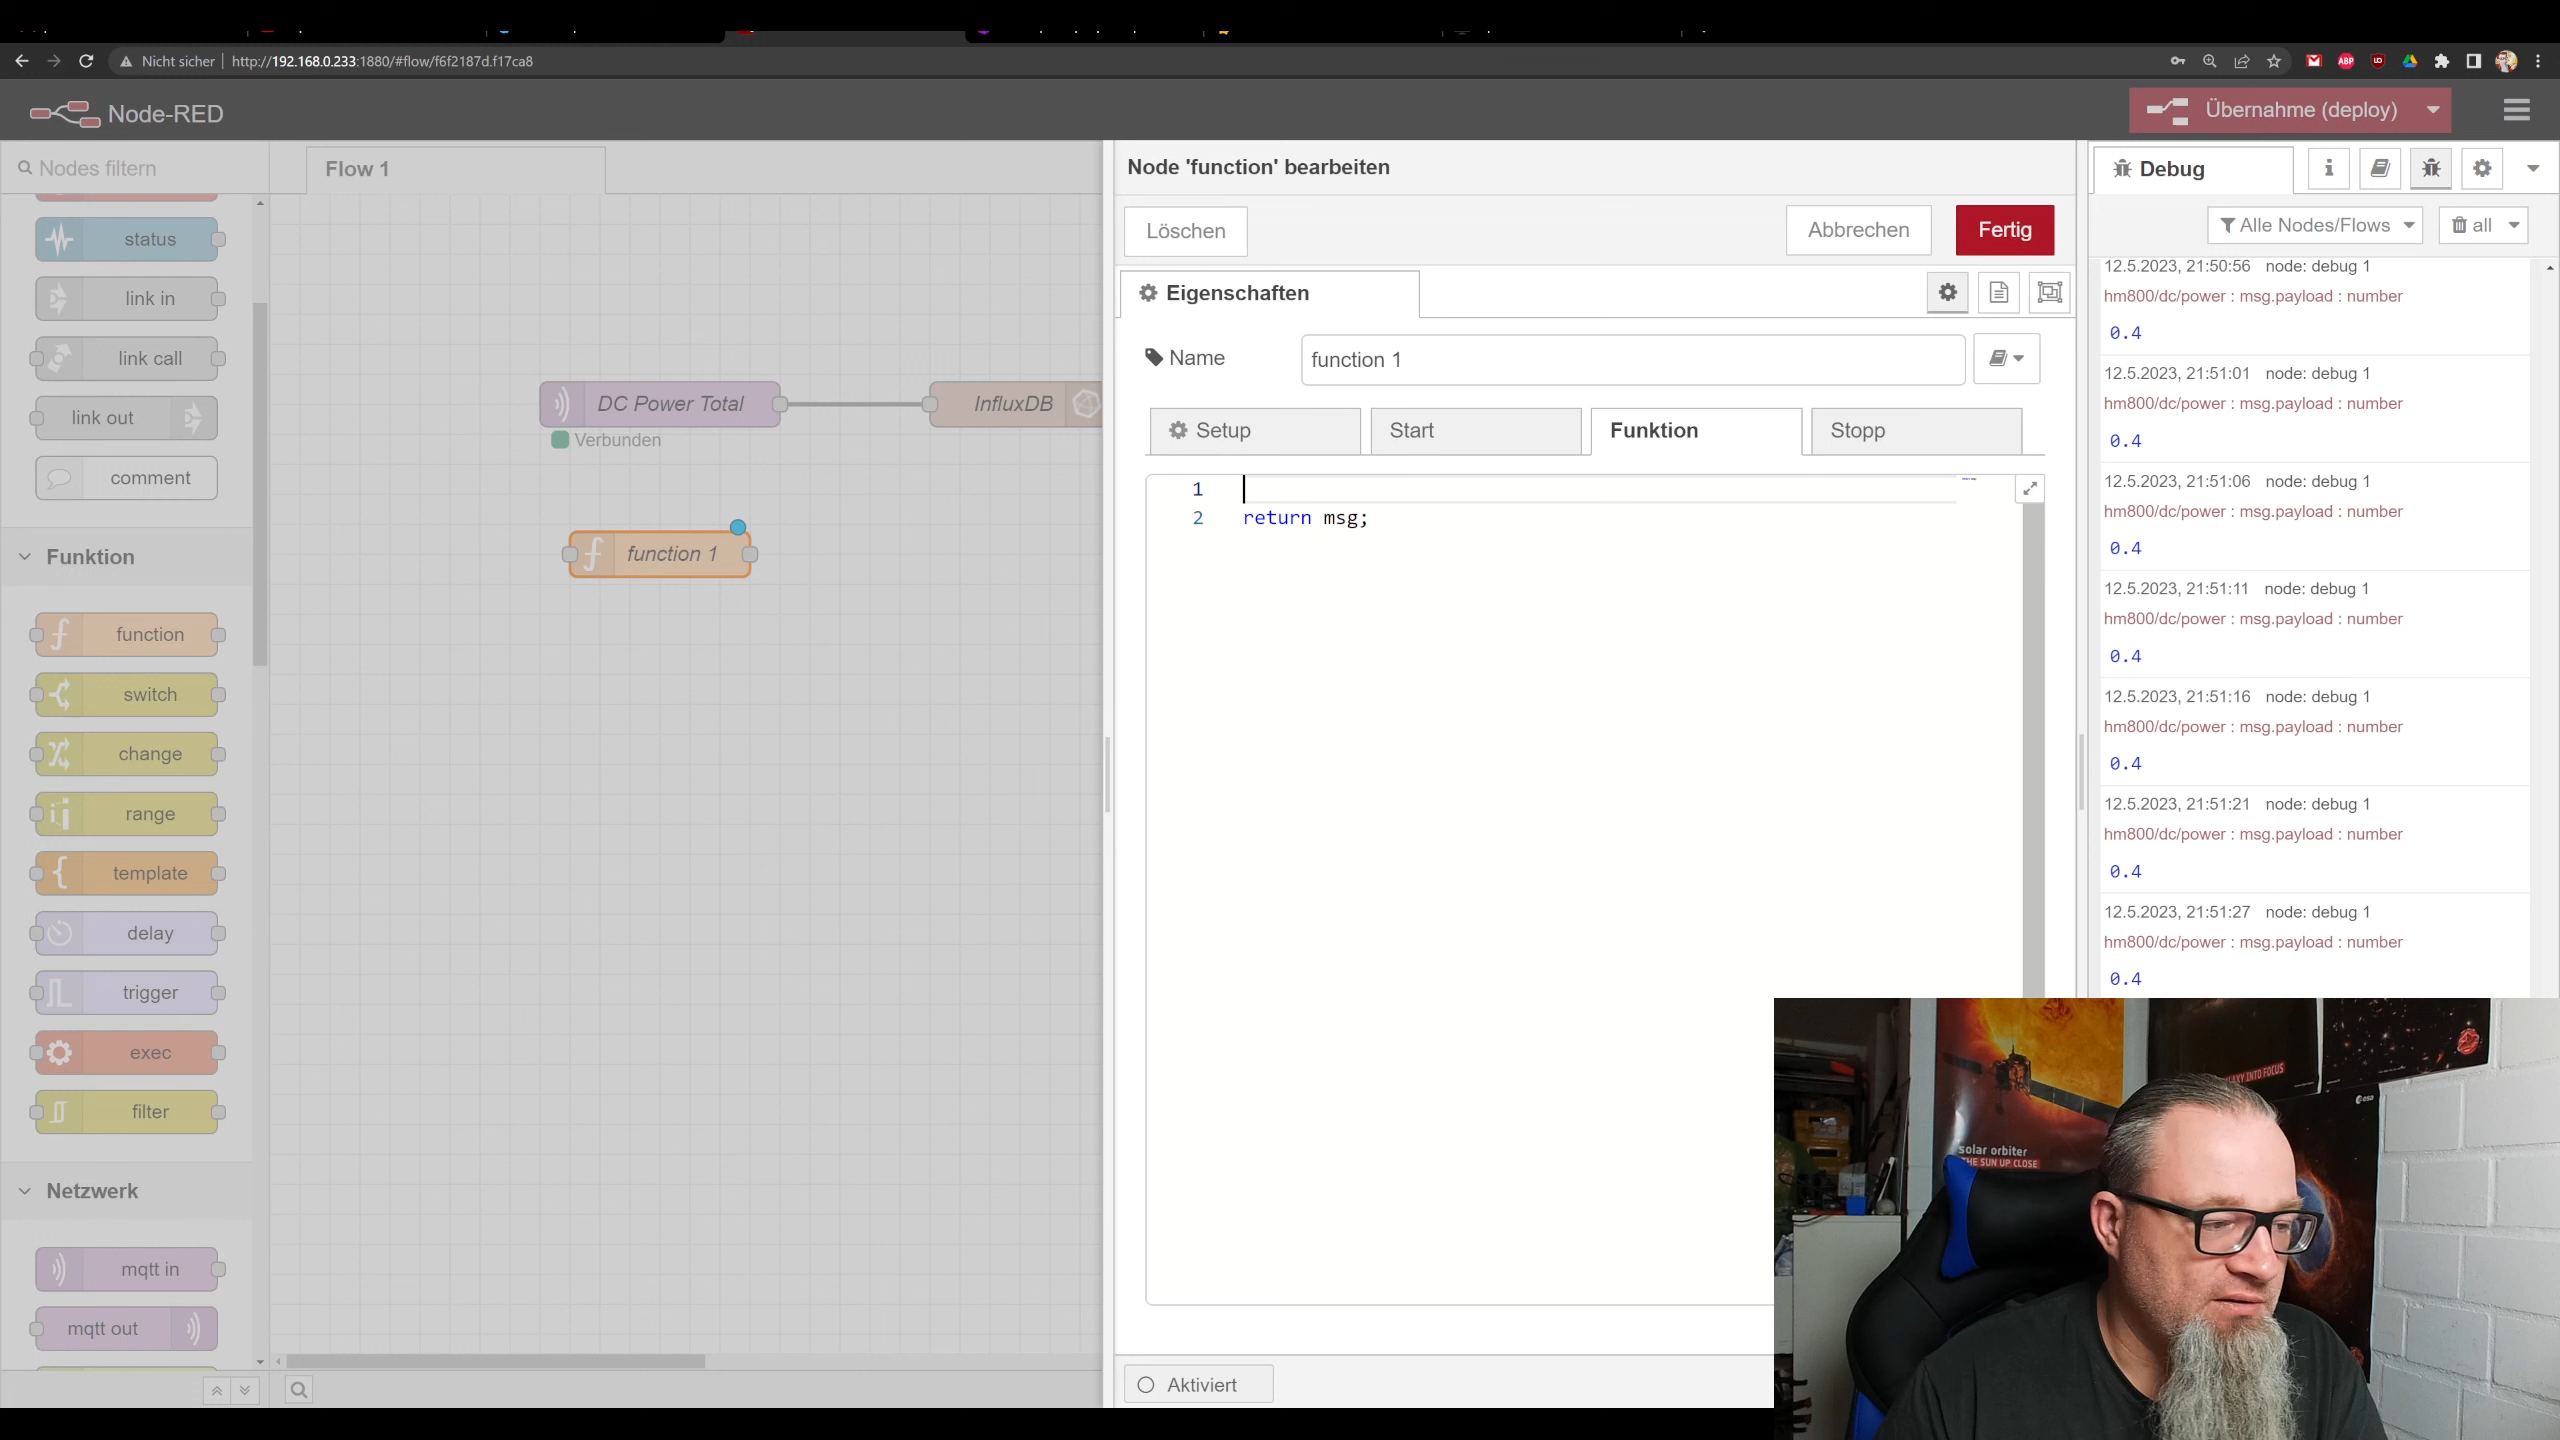 Nicht sicher
http://192.168.0.233:1880/#flow/f6f2187d.f17ca8
ABP
Node-RED
Übernahme (deploy)
Nodes filtern
status
link in
link call
link out
comment
Funktion
function
switch
change
range
template
delay
trigger
exec
filter
Netzwerk
mqtt in
mqtt out
Flow 1
DC Power Total
Verbunden
InfluxDB
function 1
Node 'function' bearbeiten
Löschen
Abbrechen
Fertig
Eigenschaften
Name
function 1
Setup
Start
Funktion
Stopp
1
2 return msg;
Aktiviert
Debug
Alle Nodes/Flows
all
12.5.2023, 21:50:56 node: debug 1
hm800/dc/power : msg.payload : number
0.4
12.5.2023, 21:51:01 node: debug 1
hm800/dc/power : msg.payload : number
0.4
12.5.2023, 21:51:06 node: debug 1
hm800/dc/power : msg.payload : number
0.4
12.5.2023, 21:51:11 node: debug 1
hm800/dc/power : msg.payload : number
0.4
12.5.2023, 21:51:16 node: debug 1
hm800/dc/power : msg.payload : number
0.4
12.5.2023, 21:51:21 node: debug 1
hm800/dc/power : msg.payload : number
0.4
12.5.2023, 21:51:27 node: debug 1
hm800/dc/power : msg.payload : number
0.4
solar orbiter
THE SUN UP CLOSE
INTO FOCUS
esa